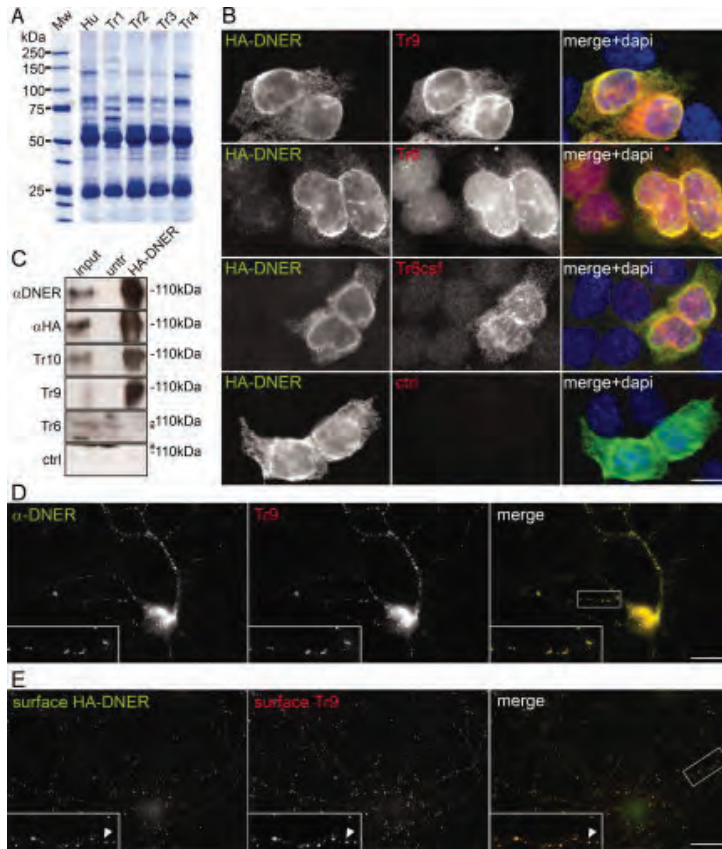 A
Mw Hu Tr1 Tr2 Tr3 Tr4
kDa
250
150
100
75
50
25
B
HA-DNER Tr9 merge+dapi
HA-DNER Tr6 merge+dapi
HA-DNER Tr6csf merge+dapi
HA-DNER ctrl merge+dapi
C
input untr HA-DNER
αDNER -110kDa
αHA -110kDa
Tr10 -110kDa
Tr9 -110kDa
Tr6 -110kDa
ctrl -110kDa
D
α-DNER Tr9 merge
E
surface HA-DNER surface Tr9 merge